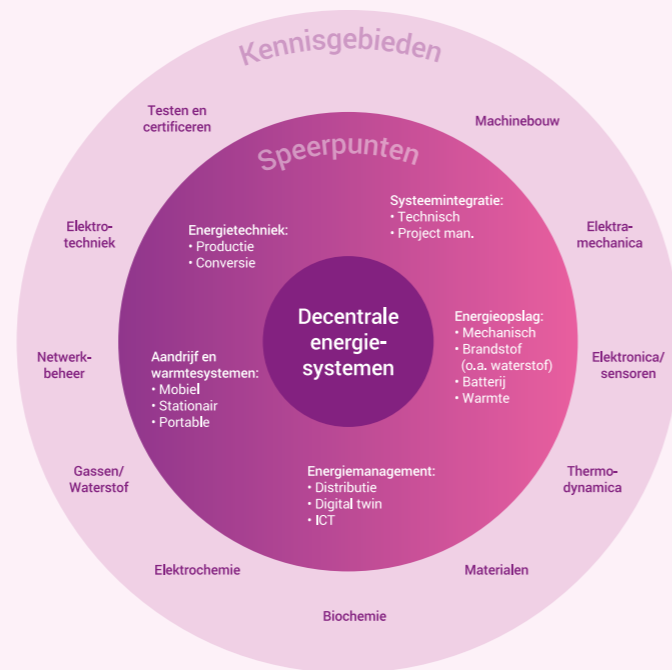 Kennisgebieden
Testen en
certificeren
Machinebouw
Speerpunten
Systeemintegratie:
• Technisch
• Project man.
Elektro-
techniek
Energietechniek:
• Productie
• Conversie
Elektra-
mechanica
Decentrale
energie-
systemen
Energieopslag:
• Mechanisch
• Brandstof
(o.a. waterstof)
• Batterij
• Warmte
Netwerk-
beheer
Aandrijf en
warmtesystemen:
• Mobiel
• Stationair
• Portable
Elektronica/
sensoren
Gassen/
Waterstof
Energiemanagement:
• Distributie
• Digital twin
• ICT
Thermo-
dynamica
Elektrochemie
Materialen
Biochemie